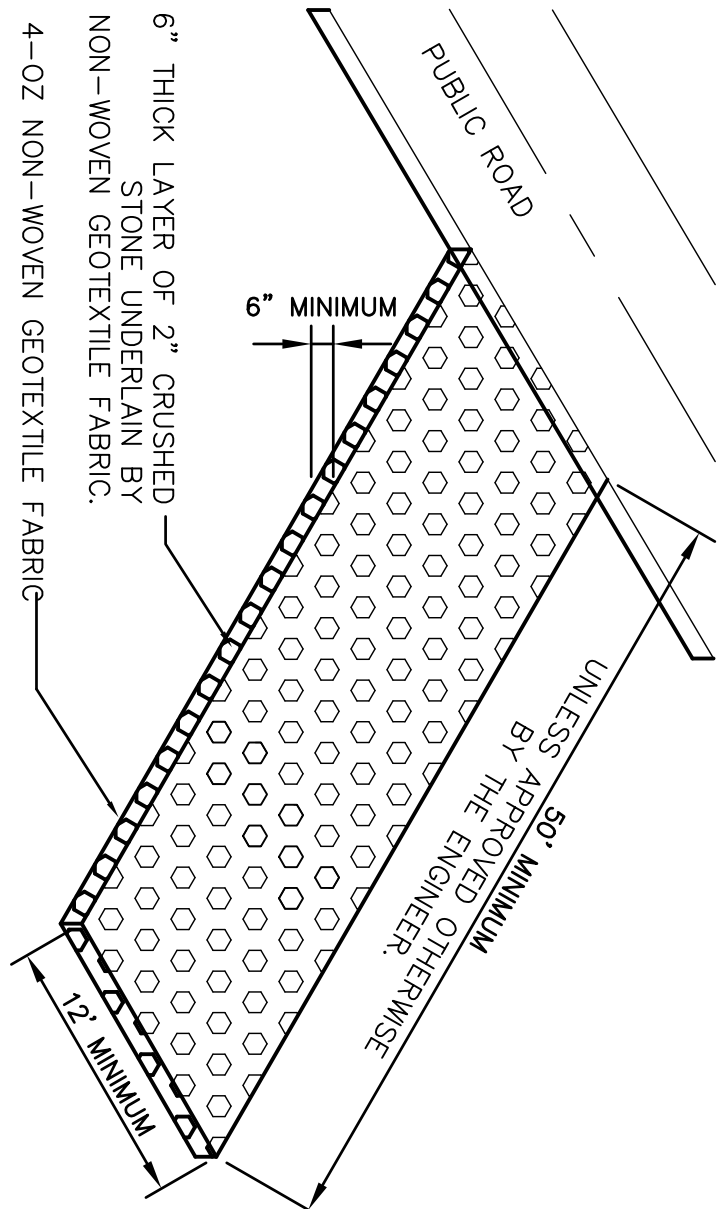 PUBLIC ROAD
6" THICK LAYER OF 2" CRUSHED
STONE UNDERLAIN BY
NON-WOVEN GEOTEXTILE FABRIC.
4-OZ NON-WOVEN GEOTEXTILE FABRIC
6" MINIMUM
50' MINIMUM
UNLESS APPROVED OTHERWISE
BY THE ENGINEER.
12' MINIMUM